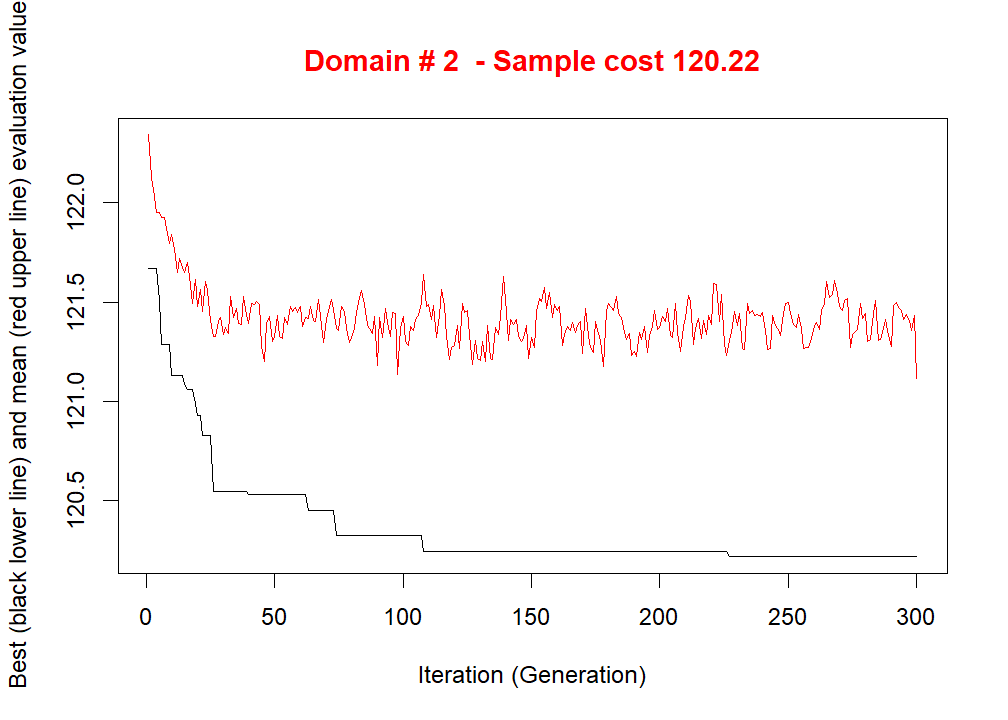 Domain # 2  - Sample cost 120.22
Best (black lower line) and mean (red upper line) evaluation value
122.0
121.5
121.0
120.5
0 50 100 150 200 250 300
Iteration (Generation)